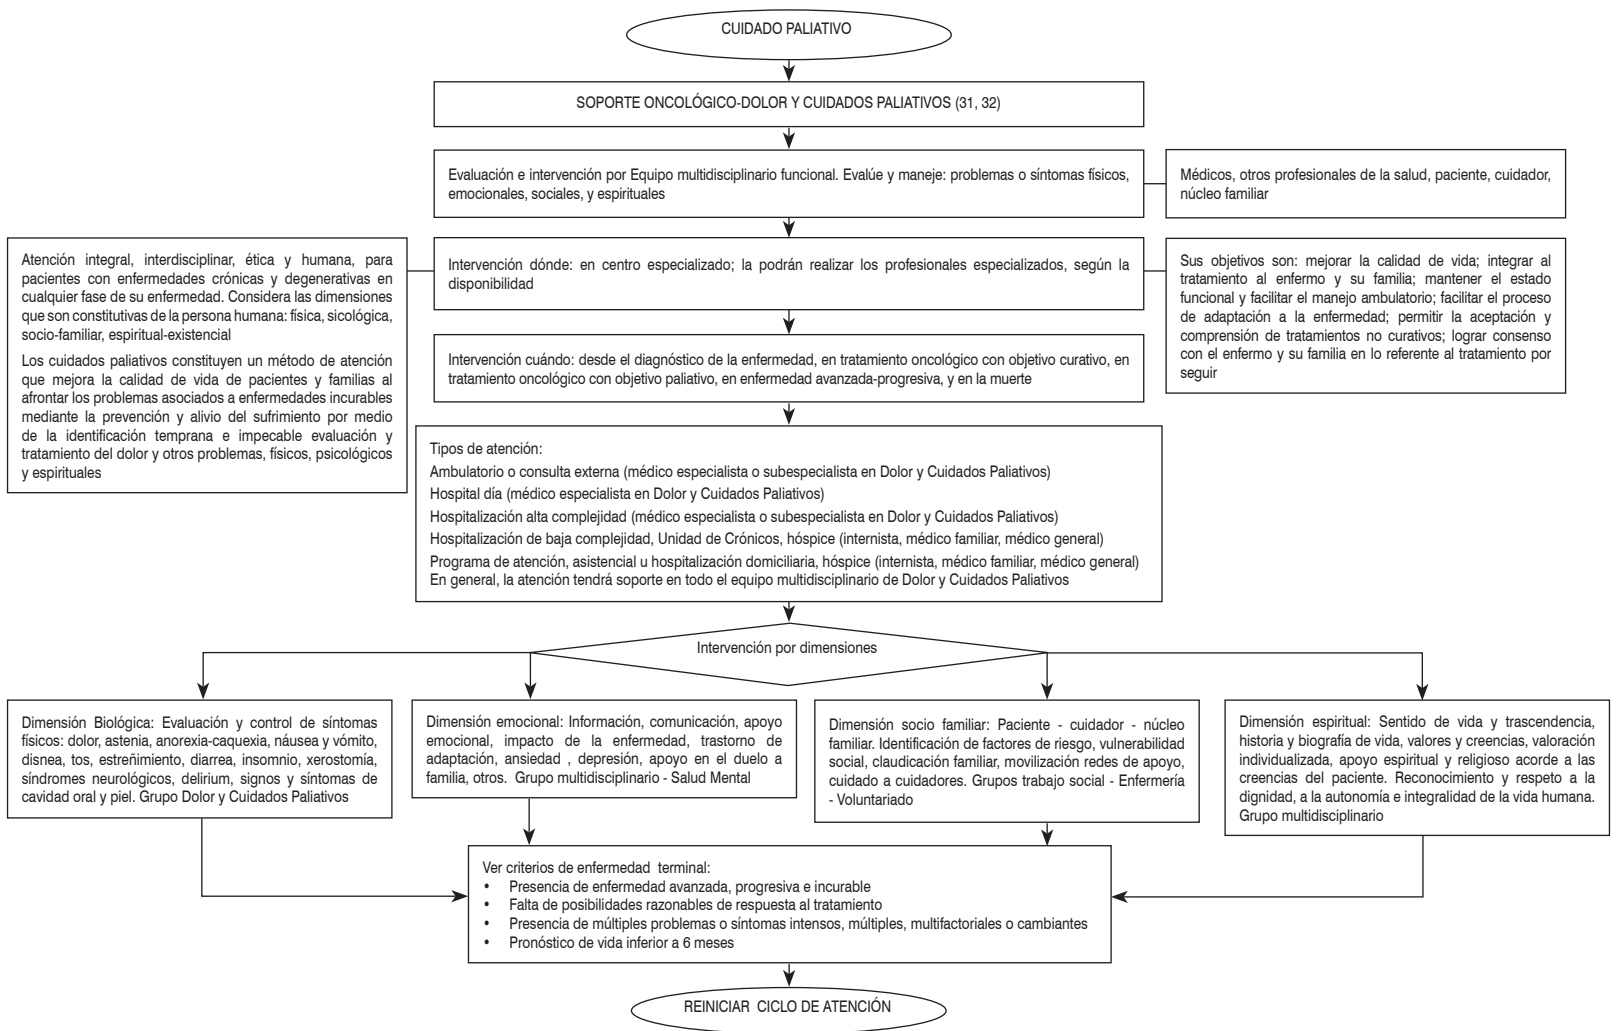 CUIDADO PALIATIVO
SOPORTE ONCOLÓGICO-DOLOR Y CUIDADOS PALIATIVOS (31, 32)
Evaluación e intervención por Equipo multidisciplinario funcional. Evalúe y maneje: problemas o síntomas físicos,
emocionales, sociales, y espirituales
Médicos, otros profesionales de la salud, paciente, cuidador,
núcleo familiar
Atención integral, interdisciplinar, ética y humana, para
pacientes con enfermedades crónicas y degenerativas en
cualquier fase de su enfermedad. Considera las dimensiones
que son constitutivas de la persona humana: física, sicológica,
socio-familiar, espiritual-existencial
Los cuidados paliativos constituyen un método de atención
que mejora la calidad de vida de pacientes y familias al
afrontar los problemas asociados a enfermedades incurables
mediante la prevención y alivio del sufrimiento por medio
de la identificación temprana e impecable evaluación y
tratamiento del dolor y otros problemas, físicos, psicológicos
y espirituales
Intervención dónde: en centro especializado; la podrán realizar los profesionales especializados, según la
disponibilidad
Sus objetivos son: mejorar la calidad de vida; integrar al
tratamiento al enfermo y su familia; mantener el estado
funcional y facilitar el manejo ambulatorio; facilitar el proceso
de adaptación a la enfermedad; permitir la aceptación y
comprensión de tratamientos no curativos; lograr consenso
con el enfermo y su familia en lo referente al tratamiento por
seguir
Intervención cuándo: desde el diagnóstico de la enfermedad, en tratamiento oncológico con objetivo curativo, en
tratamiento oncológico con objetivo paliativo, en enfermedad avanzada-progresiva, y en la muerte
Tipos de atención:
Ambulatorio o consulta externa (médico especialista o subespecialista en Dolor y Cuidados Paliativos)
Hospital día (médico especialista en Dolor y Cuidados Paliativos)
Hospitalización alta complejidad (médico especialista o subespecialista en Dolor y Cuidados Paliativos)
Hospitalización de baja complejidad, Unidad de Crónicos, hóspice (internista, médico familiar, médico general)
Programa de atención, asistencial u hospitalización domiciliaria, hóspice (internista, médico familiar, médico general)
En general, la atención tendrá soporte en todo el equipo multidisciplinario de Dolor y Cuidados Paliativos
Intervención por dimensiones
Dimensión Biológica: Evaluación y control de síntomas
físicos: dolor, astenia, anorexia-caquexia, náusea y vómito,
disnea, tos, estreñimiento, diarrea, insomnio, xerostomía,
síndromes neurológicos, delirium, signos y síntomas de
cavidad oral y piel. Grupo Dolor y Cuidados Paliativos
Dimensión emocional: Información, comunicación, apoyo
emocional, impacto de la enfermedad, trastorno de
adaptación, ansiedad , depresión, apoyo en el duelo a
familia, otros. Grupo multidisciplinario - Salud Mental
Dimensión socio familiar: Paciente - cuidador - núcleo
familiar. Identificación de factores de riesgo, vulnerabilidad
social, claudicación familiar, movilización redes de apoyo,
cuidado a cuidadores. Grupos trabajo social - Enfermería
- Voluntariado
Dimensión espiritual: Sentido de vida y trascendencia,
historia y biografía de vida, valores y creencias, valoración
individualizada, apoyo espiritual y religioso acorde a las
creencias del paciente. Reconocimiento y respeto a la
dignidad, a la autonomía e integralidad de la vida humana.
Grupo multidisciplinario
Ver criterios de enfermedad terminal:
• Presencia de enfermedad avanzada, progresiva e incurable
• Falta de posibilidades razonables de respuesta al tratamiento
• Presencia de múltiples problemas o síntomas intensos, múltiples, multifactoriales o cambiantes
• Pronóstico de vida inferior a 6 meses
REINICIAR CICLO DE ATENCIÓN